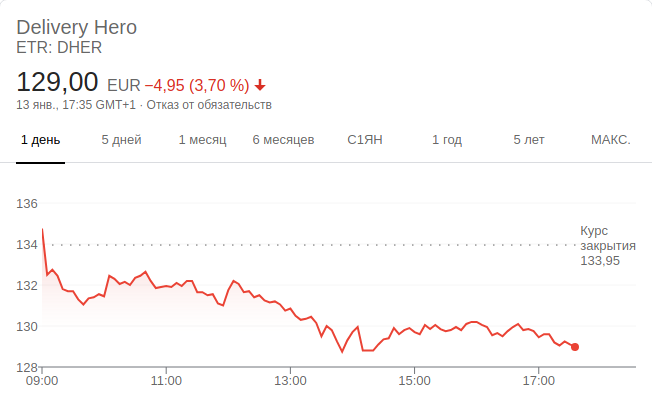 Delivery Hero
ETR: DHER
129,00 EUR −4,95 (3,70 %)
13 янв., 17:35 GMT+1 · Отказ от обязательств
1 день 5 дней 1 месяц 6 месяцев С1ЯН 1 год 5 лет МАКС.
136
Курс
134 закрытия
133,95
132
130
128
09:00 11:00 13:00 15:00 17:00